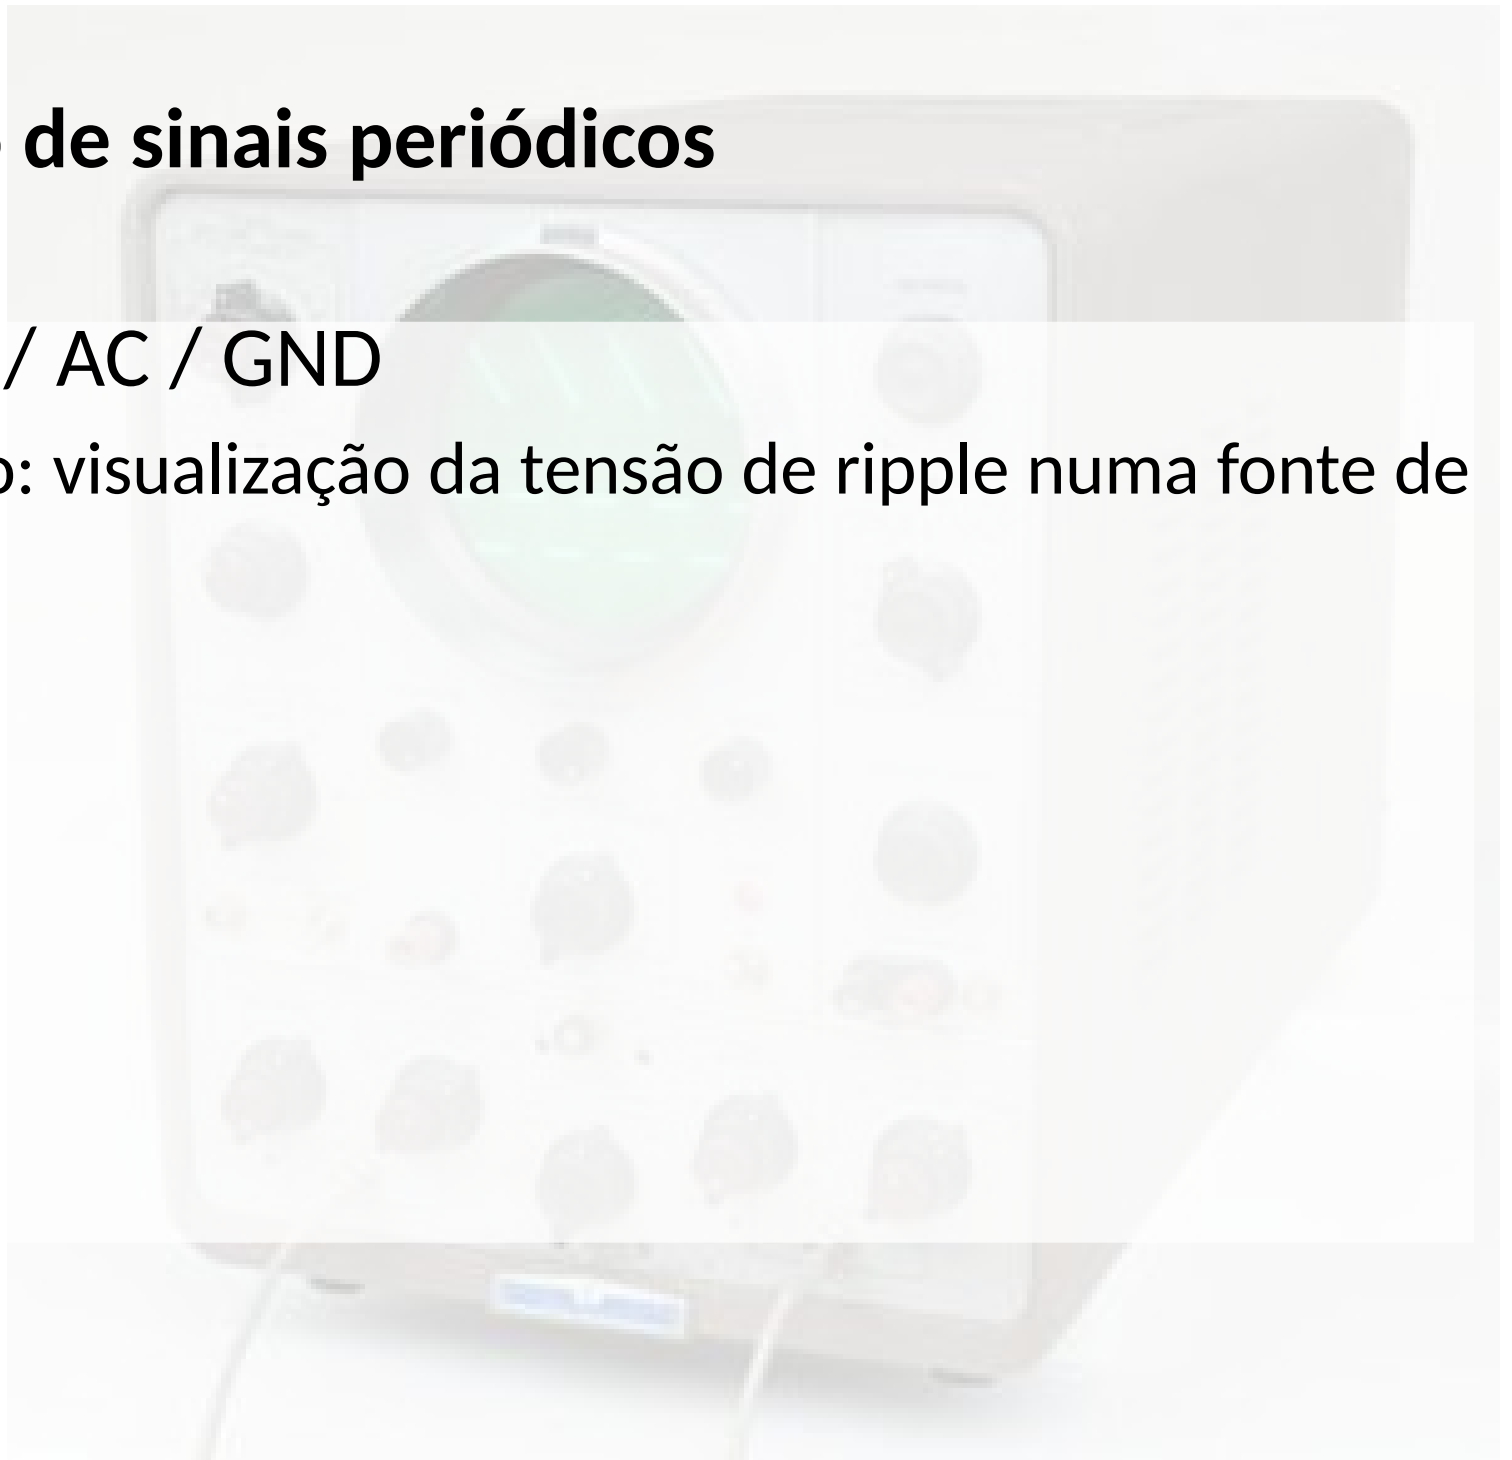 de sinais periódicos
/ AC / GND
o: visualização da tensão de ripple numa fonte de